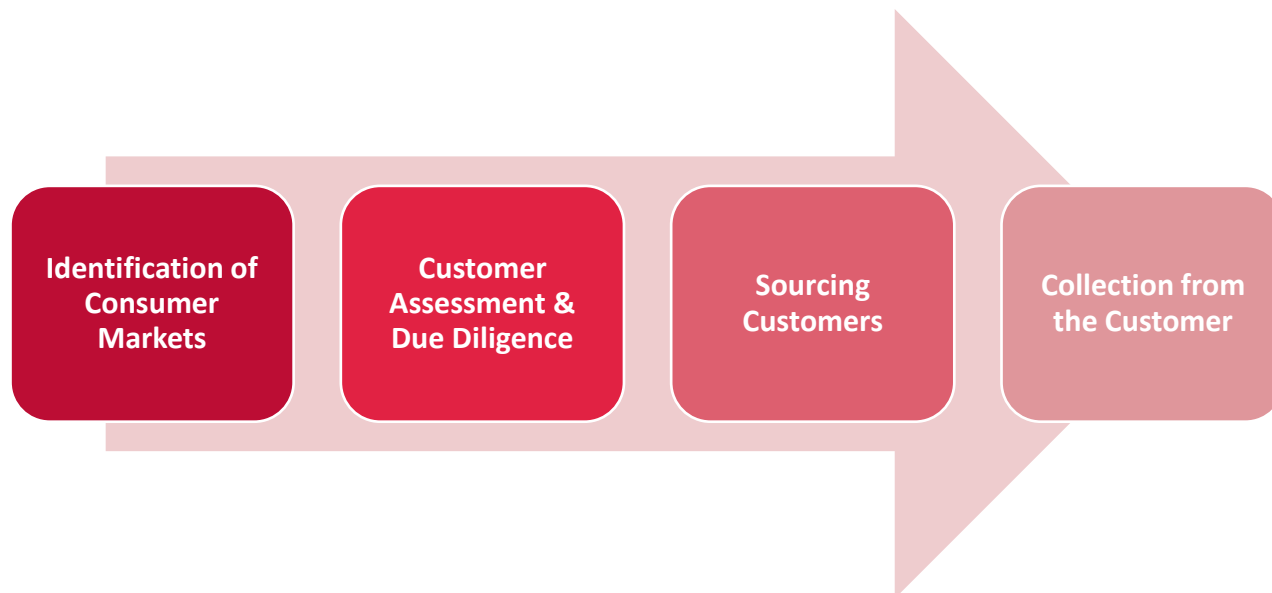 Identification of
Consumer
Markets
Customer
Assessment &
Due Diligence
Sourcing
Customers
Collection from
the Customer